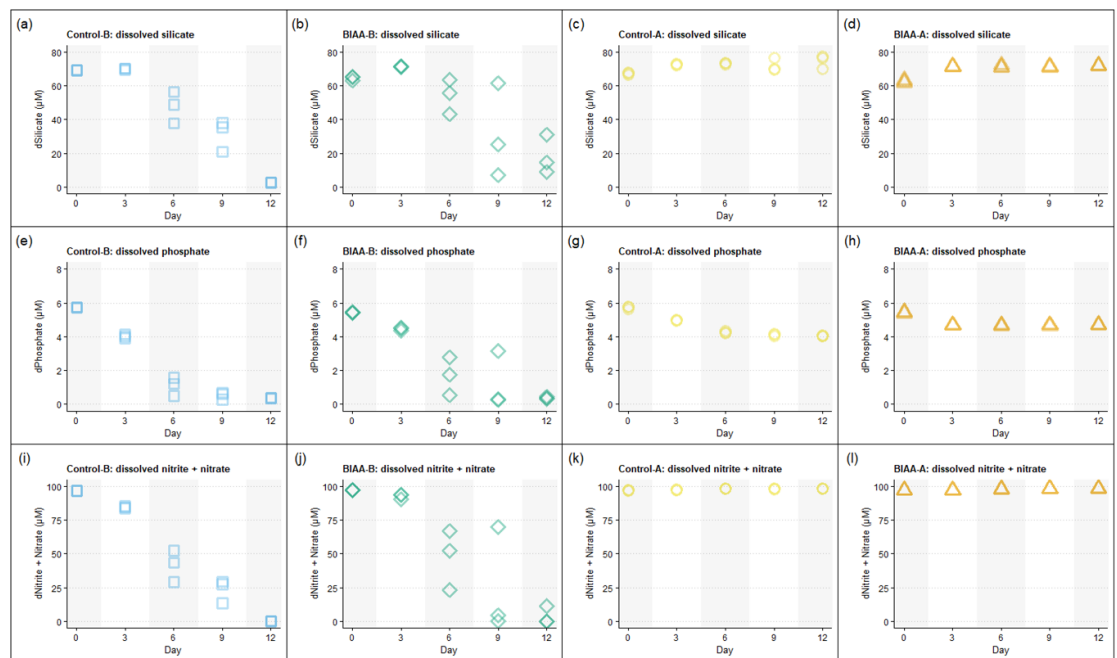 (a)
Control-B: dissolved silicate
dSilicate (µM)
80
60
40
20
0
0 3 6 9 12
Day
(b)
BIAA-B: dissolved silicate
dSilicate (µM)
80
60
40
20
0
0 3 6 9 12
Day
(c)
Control-A: dissolved silicate
dSilicate (µM)
80
60
40
20
0
0 3 6 9 12
Day
(d)
BIAA-A: dissolved silicate
dSilicate (µM)
80
60
40
20
0
0 3 6 9 12
Day
(e)
Control-B: dissolved phosphate
dPhosphate (µM)
8
6
4
2
0
0 3 6 9 12
Day
(f)
BIAA-B: dissolved phosphate
dPhosphate (µM)
8
6
4
2
0
0 3 6 9 12
Day
(g)
Control-A: dissolved phosphate
dPhosphate (µM)
8
6
4
2
0
0 3 6 9 12
Day
(h)
BIAA-A: dissolved phosphate
dPhosphate (µM)
8
6
4
2
0
0 3 6 9 12
Day
(i)
Control-B: dissolved nitrite + nitrate
dNitrite + Nitrate (µM)
100
75
50
25
0
0 3 6 9 12
Day
(j)
BIAA-B: dissolved nitrite + nitrate
dNitrite + Nitrate (µM)
100
75
50
25
0
0 3 6 9 12
Day
(k)
Control-A: dissolved nitrite + nitrate
dNitrite + Nitrate (µM)
100
75
50
25
0
0 3 6 9 12
Day
(l)
BIAA-A: dissolved nitrite + nitrate
dNitrite + Nitrate (µM)
100
75
50
25
0
0 3 6 9 12
Day